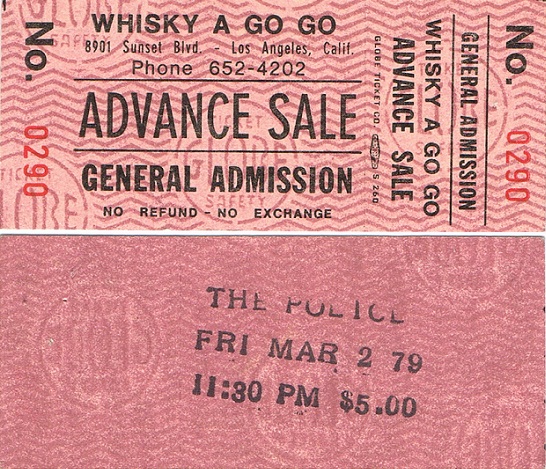 No. 0290
WHISKY A GO GO
8901 Sunset Blvd. - Los Angeles, Calif.
Phone 652-4202
ADVANCE SALE
GENERAL ADMISSION
NO REFUND - NO EXCHANGE
GLOBE TICKET CO S 260
ADVANCE SALE
WHISKY A GO GO
GENERAL ADMISSION
No. 0290
THE POLICE
FRI MAR 2 79
11:30 PM $5.00